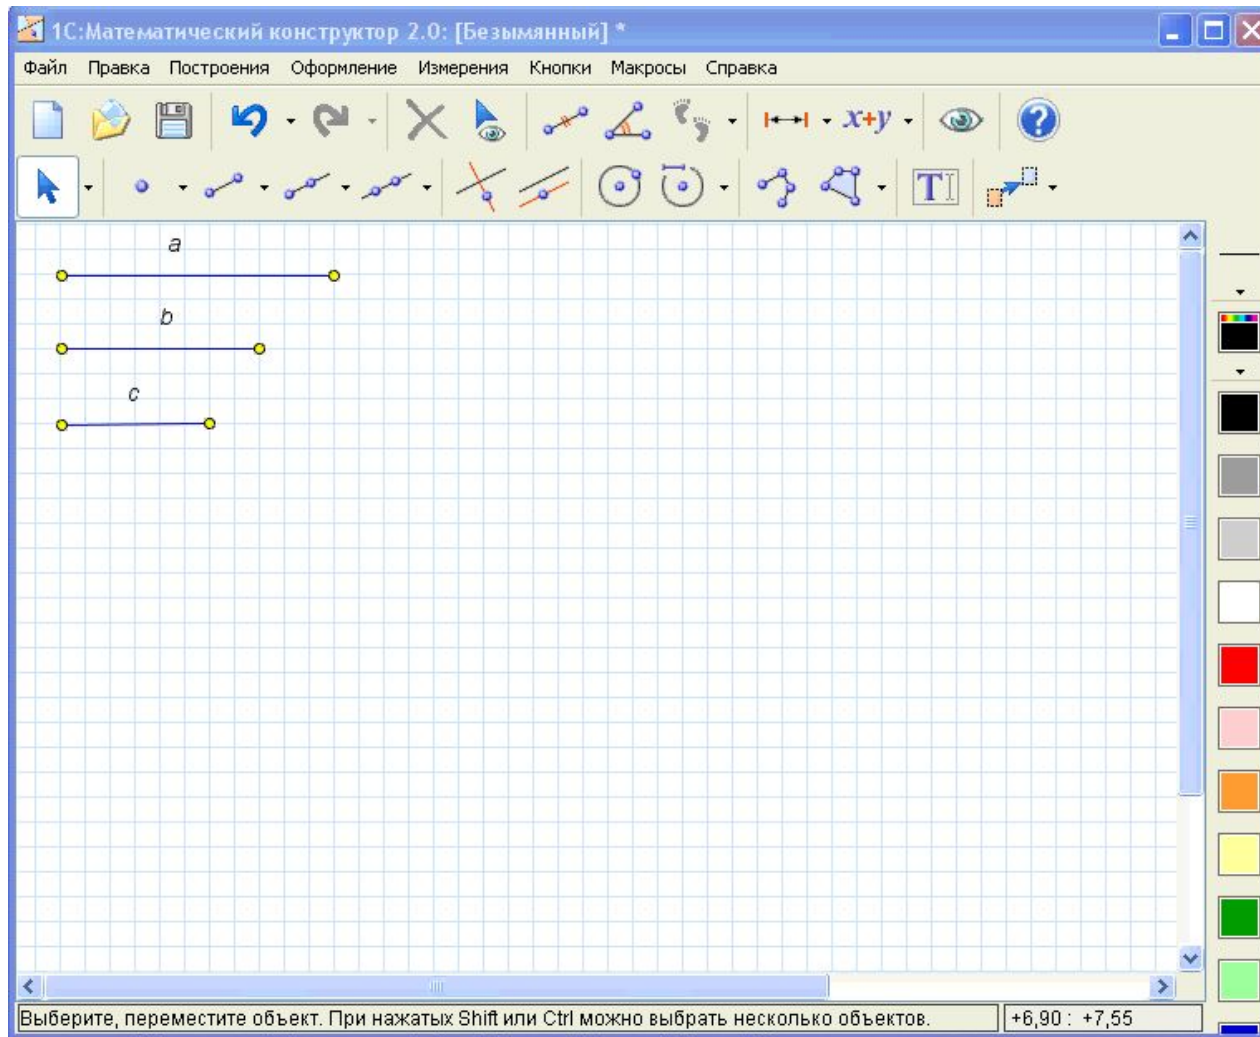 1С:Математический конструктор 2.0: [Безымянный] *
Файл Правка Построения Оформление Измерения Кнопки Макросы Справка
x+y
?
T
a
b
c
Выберите, переместите объект. При нажатых Shift или Ctrl можно выбрать несколько объектов. +6,90 : +7,55